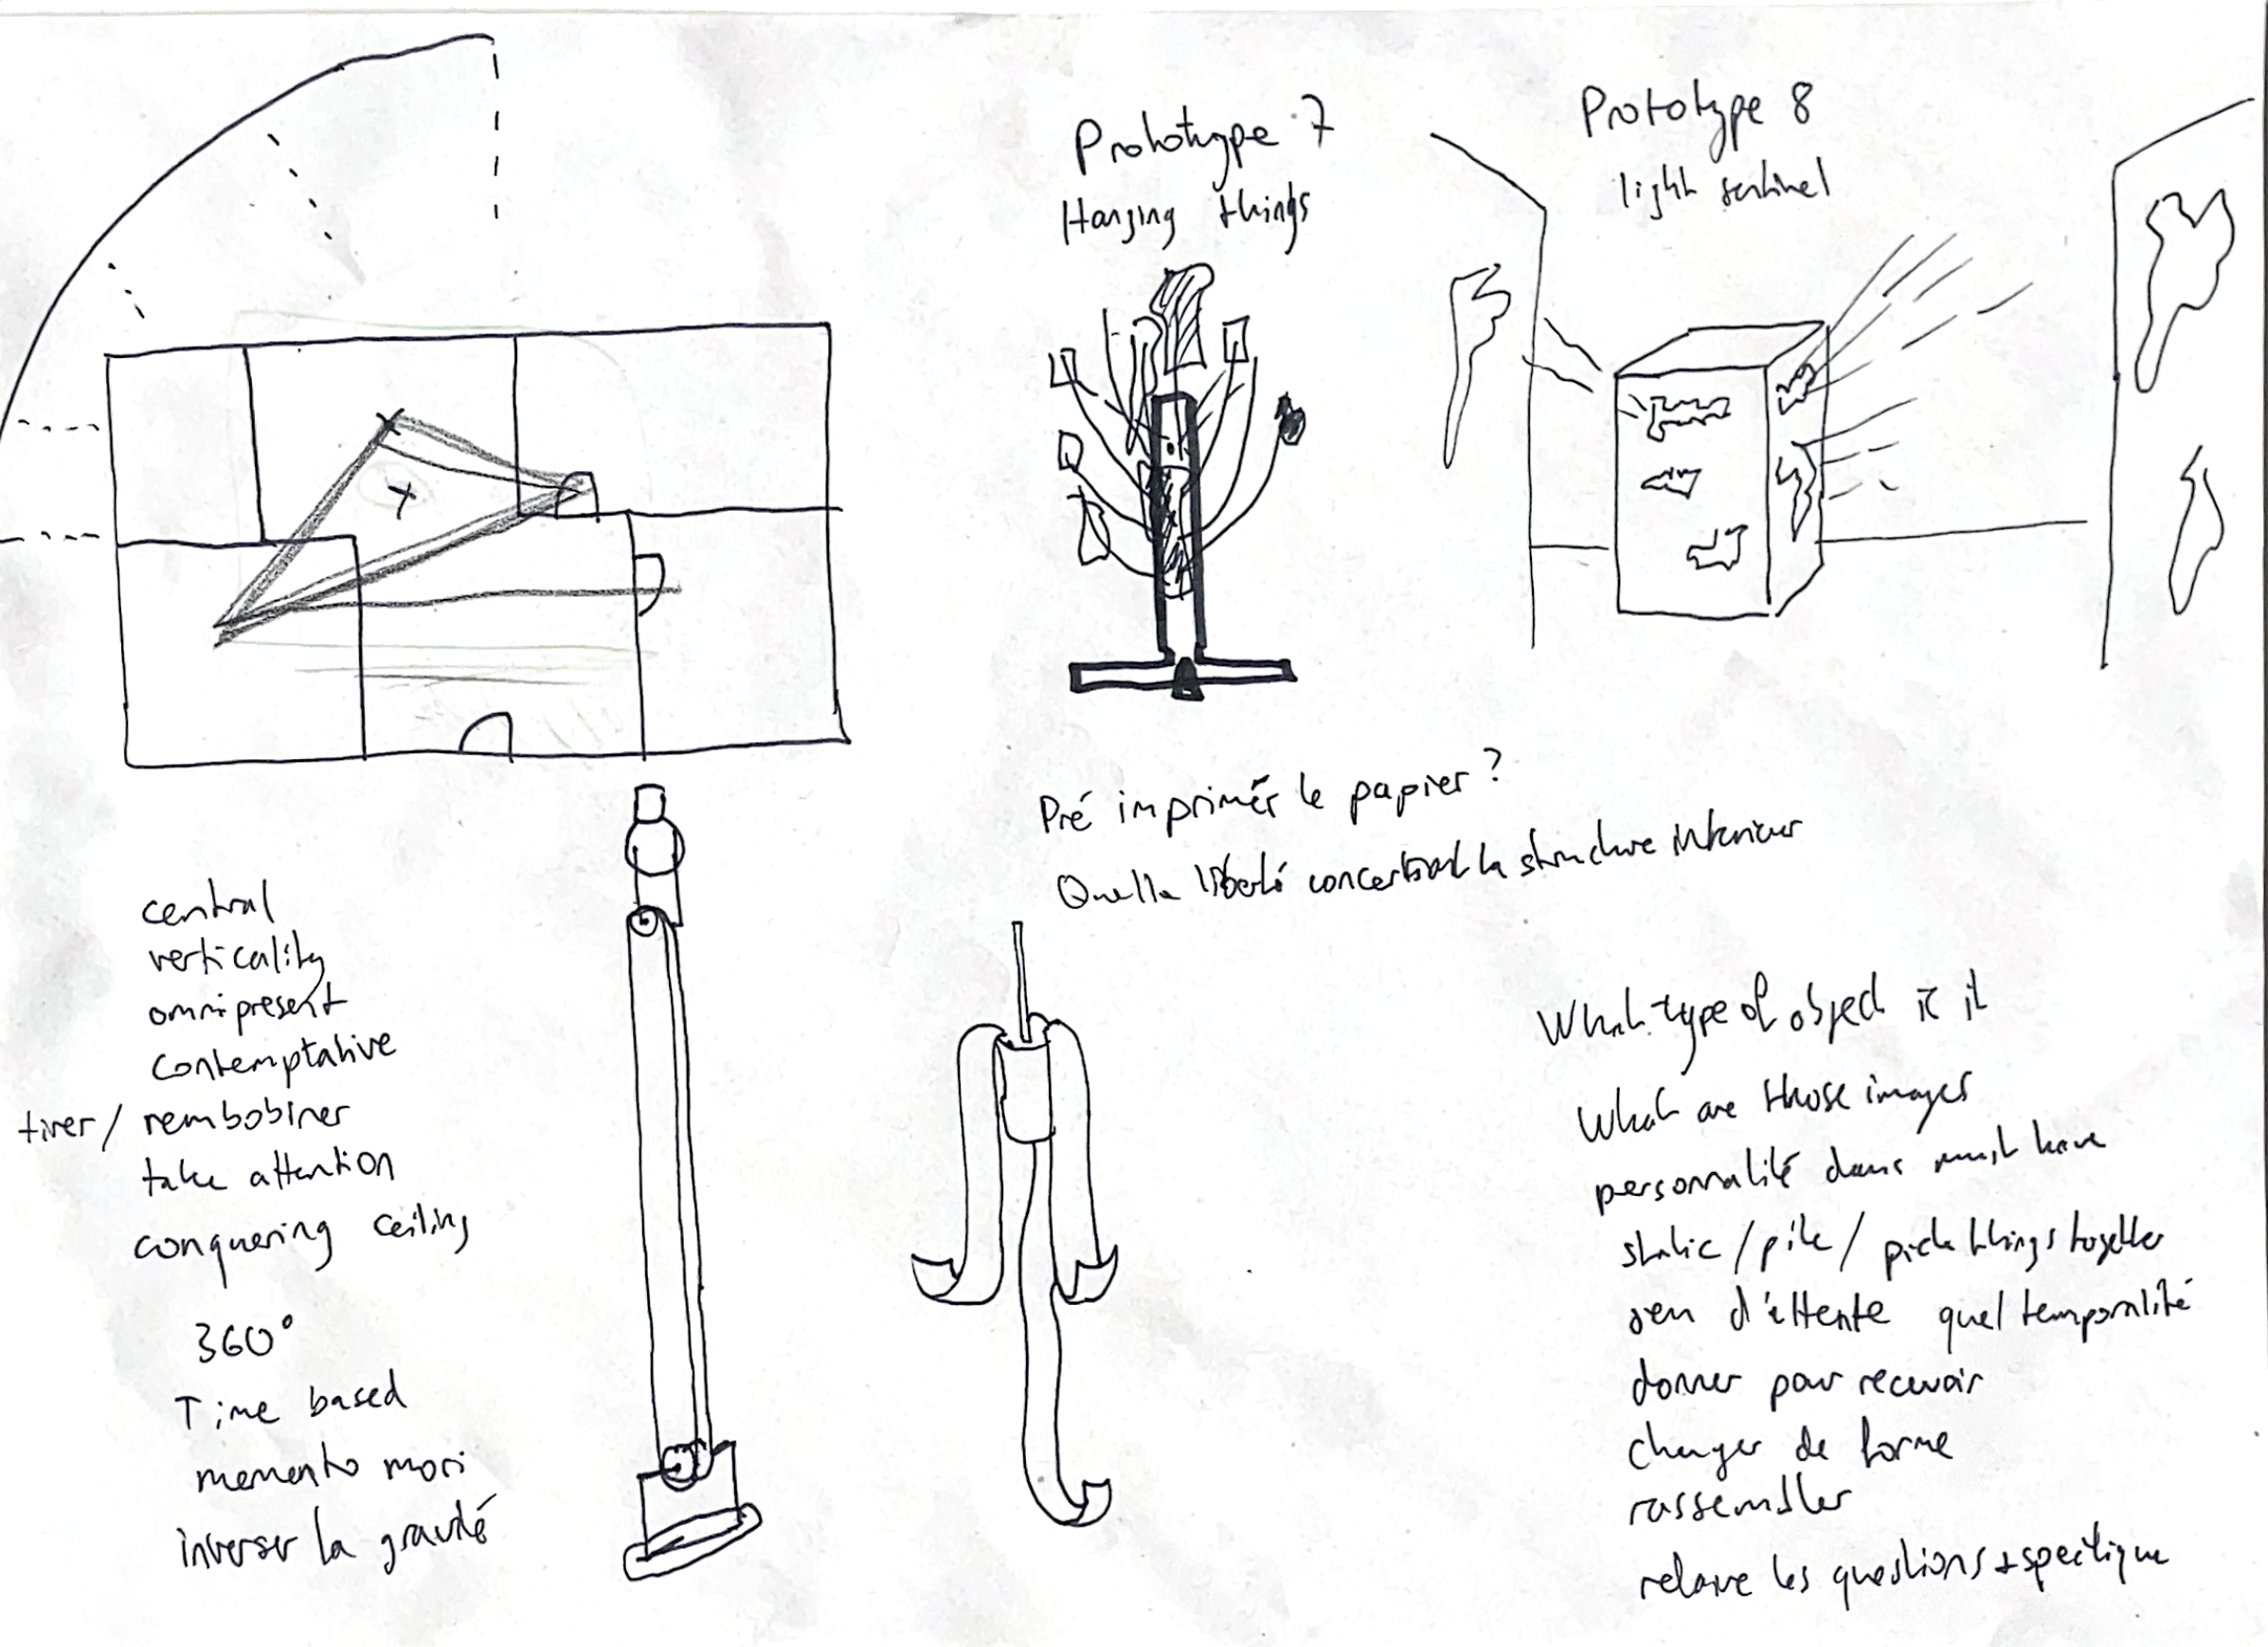 Prototype 7
Hanging things
Prototype 8
light sentinel
Pré imprimér le papier ?
Quelle liberté la structure interieur
central
verticality
omnipresent
Contemptative
tirer / rembobiner
take attention
conquering ceiling
360°
Time based
memento mori
inverser la gravité
What type of object is it
What are those images
personnalité dans must have
static / pile / pick things together
d'attente quel temporalité
donner pour recevoir
changer de forme
rassembler
les questions + specifique